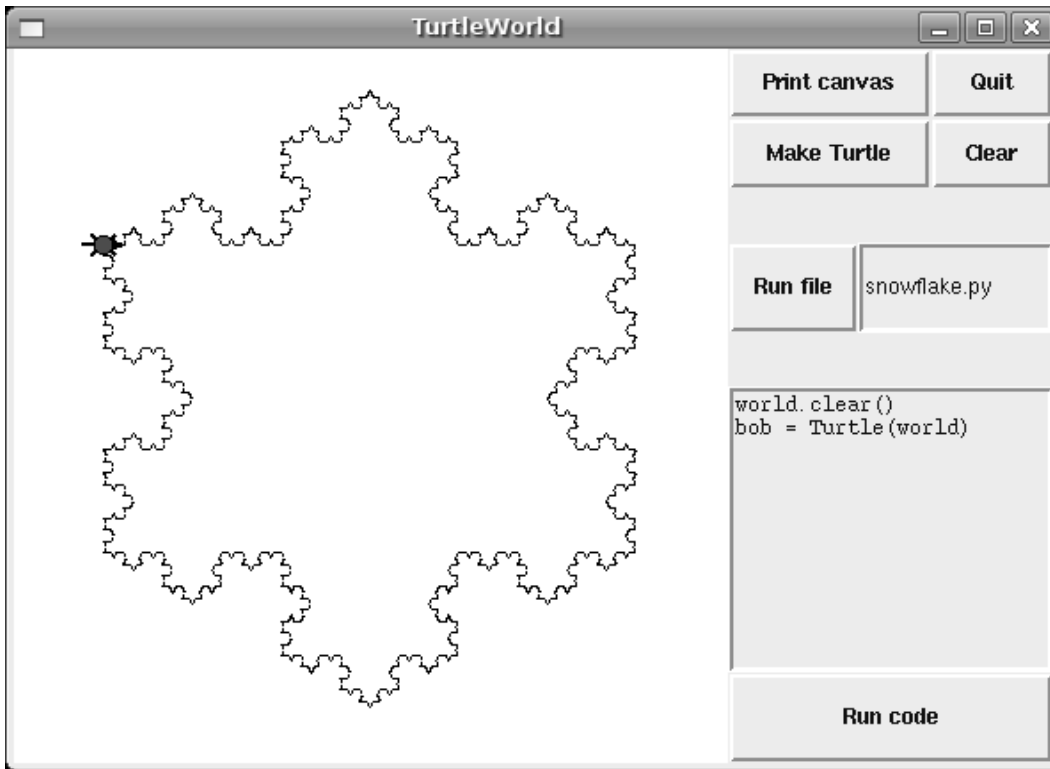 TurtleWorld
Print canvas
Quit
Make Turtle
Clear
Run file
snowflake.py
world.clear()
bob = Turtle(world)
Run code